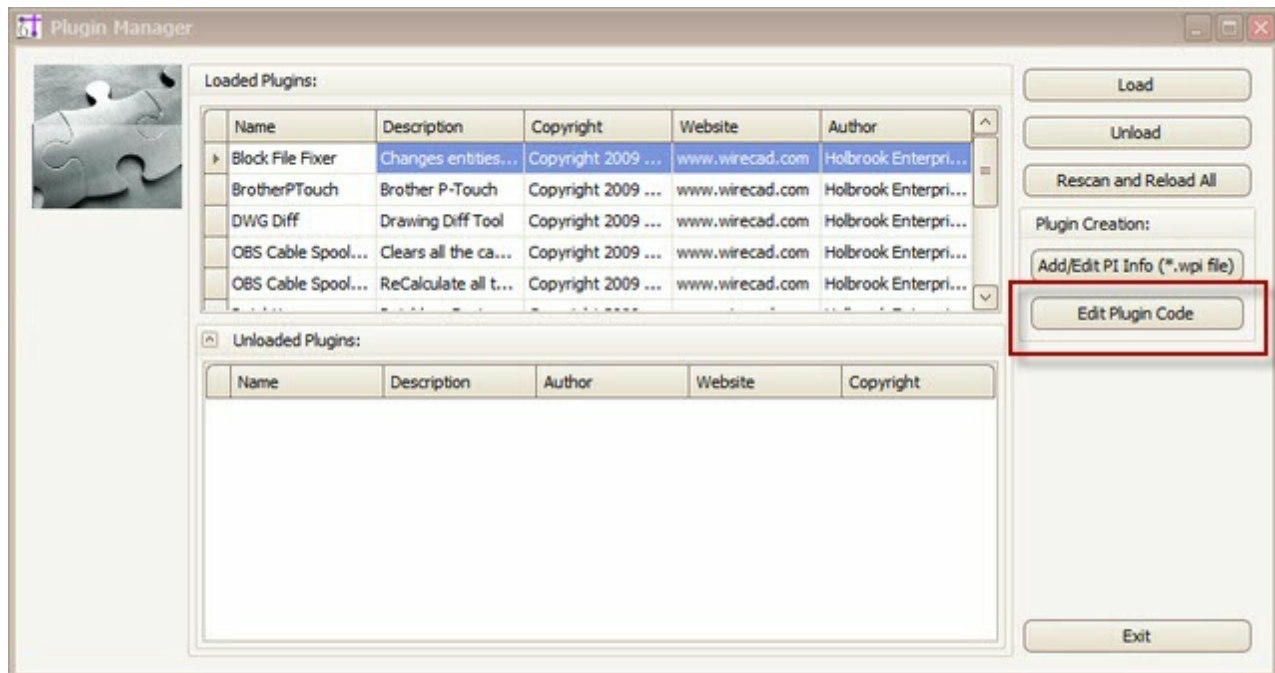 Plugin Manager
Loaded Plugins:
Name Description Copyright Website Author
Block File Fixer Changes entities... Copyright 2009 ... www.wirecad.com Holbrook Enterpri...
BrotherPTouch Brother P-Touch Copyright 2009 ... www.wirecad.com Holbrook Enterpri...
DWG Diff Drawing Diff Tool Copyright 2009 ... www.wirecad.com Holbrook Enterpri...
OBS Cable Spool... Clears all the ca... Copyright 2009 ... www.wirecad.com Holbrook Enterpri...
OBS Cable Spool... ReCalculate all t... Copyright 2009 ... www.wirecad.com Holbrook Enterpri...
Unloaded Plugins:
Name Description Author Website Copyright
Load
Unload
Rescan and Reload All
Plugin Creation:
Add/Edit PI Info (*.wpi file)
Edit Plugin Code
Exit